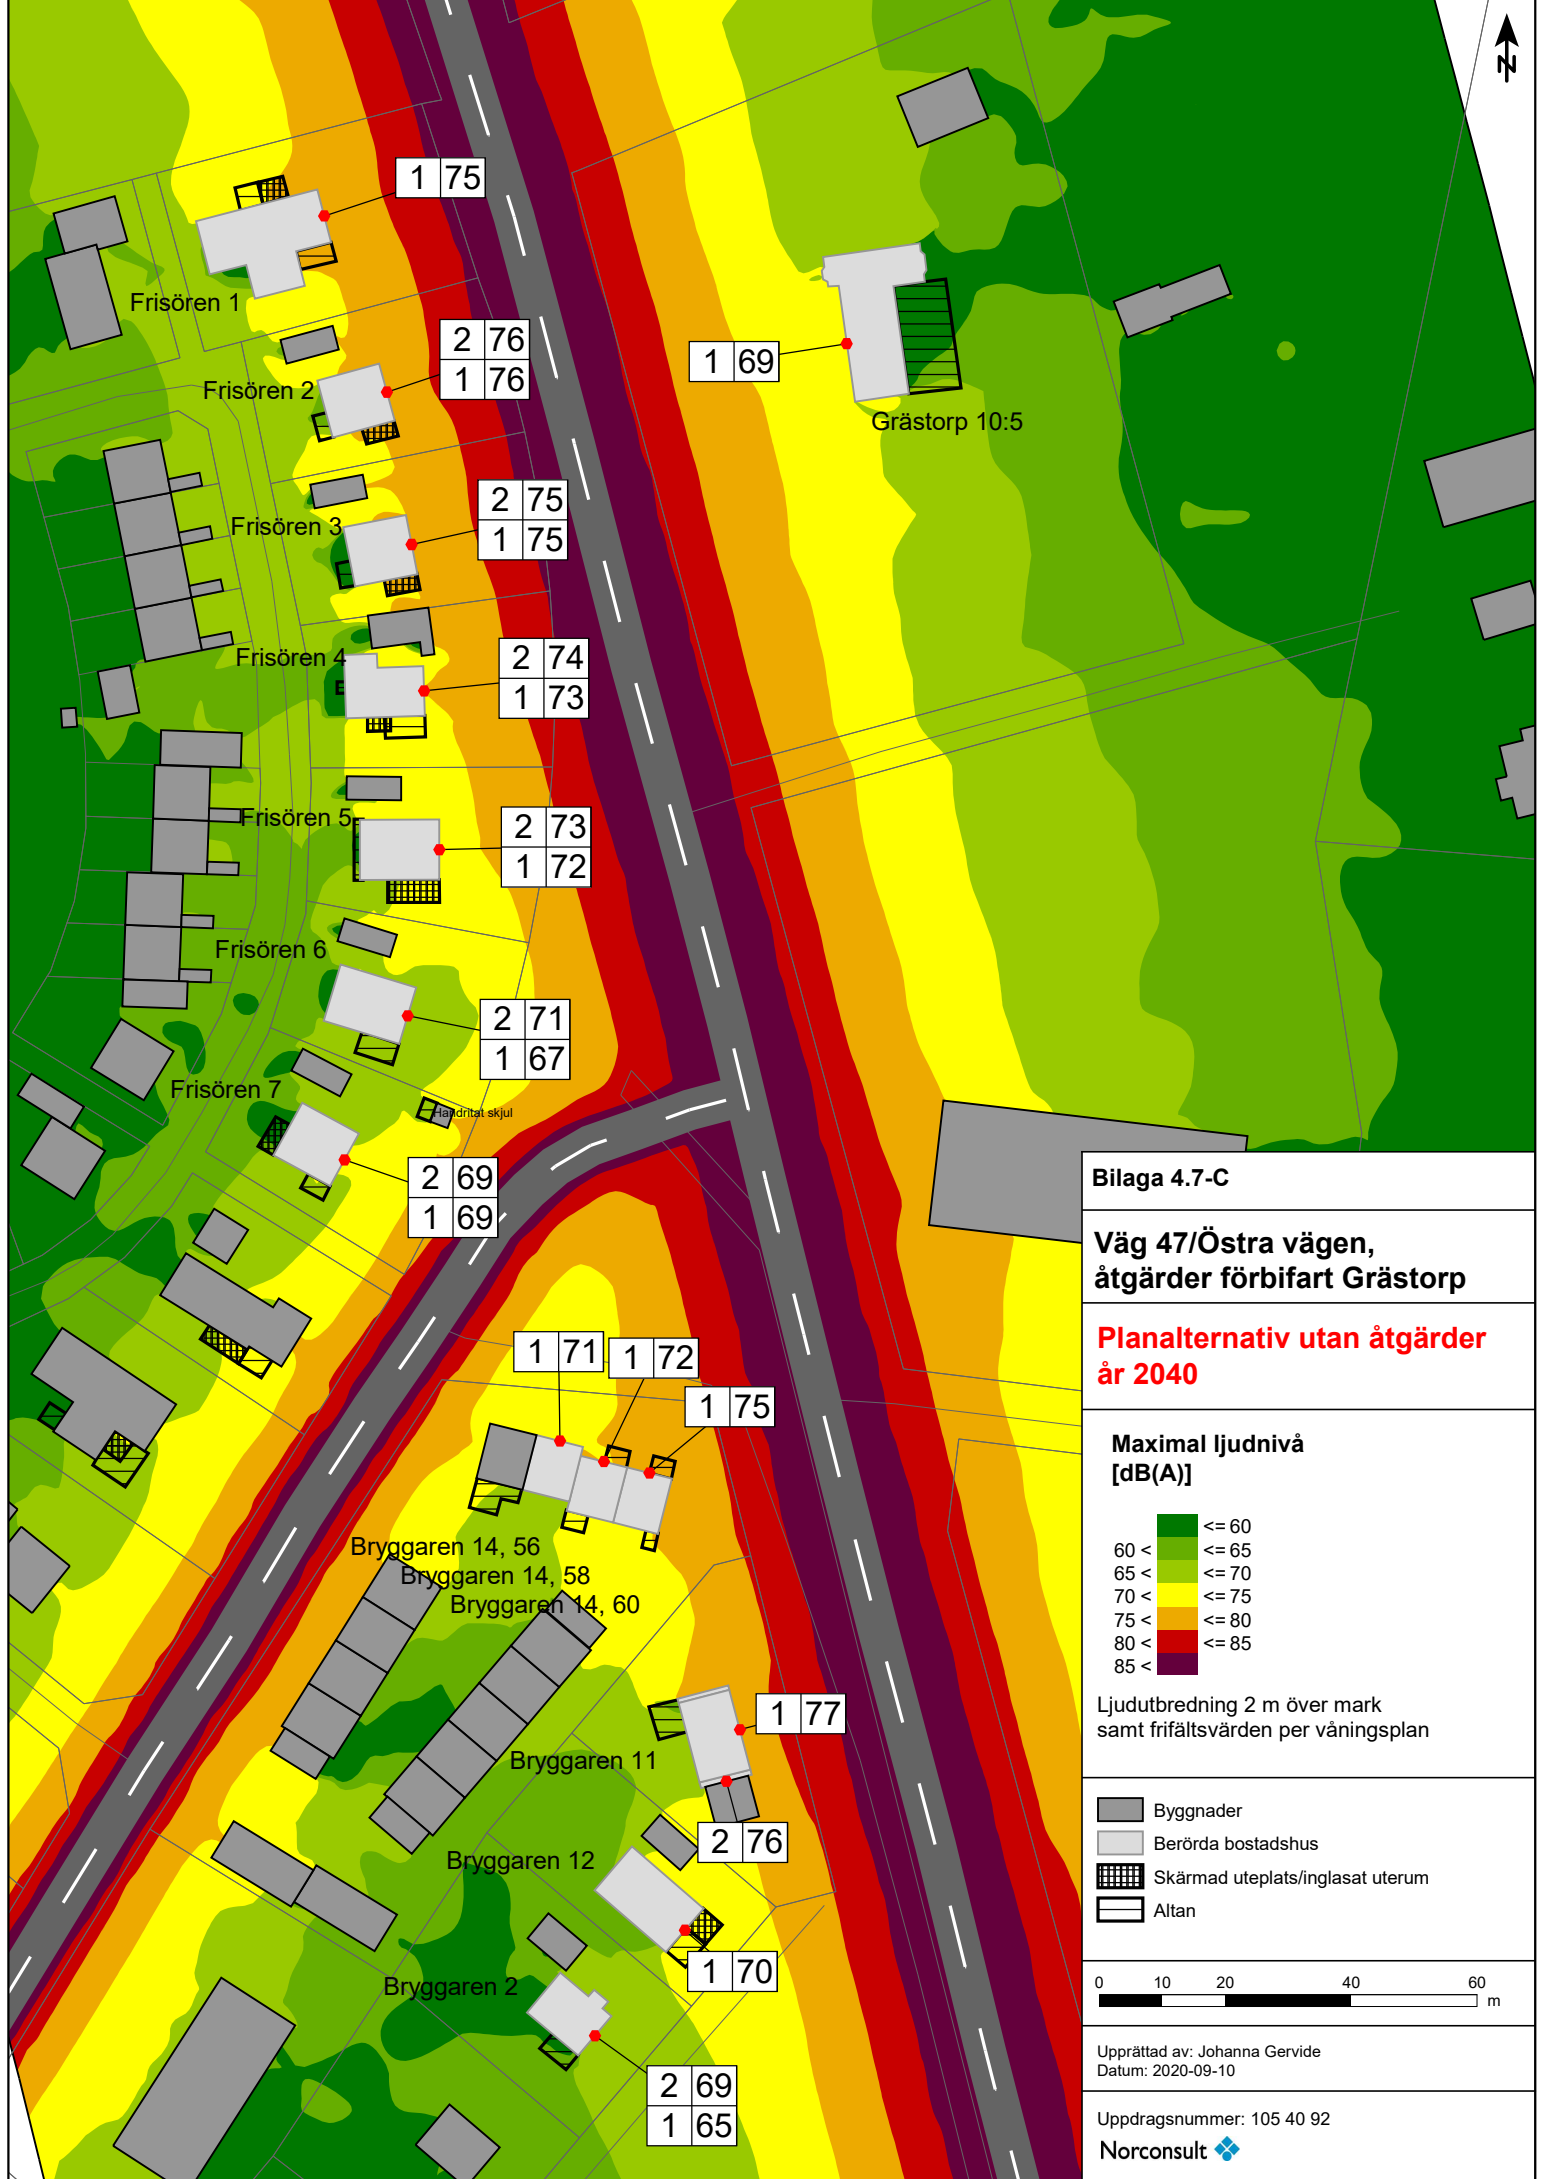 N
1 75
Frisören 1
2 76
1 76
Frisören 2
1 69
Grästorp 10:5
2 75
1 75
Frisören 3
2 74
1 73
Frisören 4
2 73
1 72
Frisören 5
Frisören 6
2 71
1 67
Frisören 7
Handritat skjul
2 69
1 69
1 71
1 72
1 75
Bryggaren 14, 56
Bryggaren 14, 58
Bryggaren 14, 60
1 77
Bryggaren 11
2 76
Bryggaren 12
1 70
Bryggaren 2
2 69
1 65
Bilaga 4.7-C
Väg 47/Östra vägen,
åtgärder förbifart Grästorp
Planalternativ utan åtgärder
år 2040
Maximal ljudnivå
[dB(A)]
<= 60
60 < <= 65
65 < <= 70
70 < <= 75
75 < <= 80
80 < <= 85
85 <
Ljudutbredning 2 m över mark
samt frifältsvärden per våningsplan
Byggnader
Berörda bostadshus
Skärmad uteplats/inglasat uterum
Altan
0 10 20 40 60
m
Upprättad av: Johanna Gervide
Datum: 2020-09-10
Uppdragsnummer: 105 40 92
Norconsult